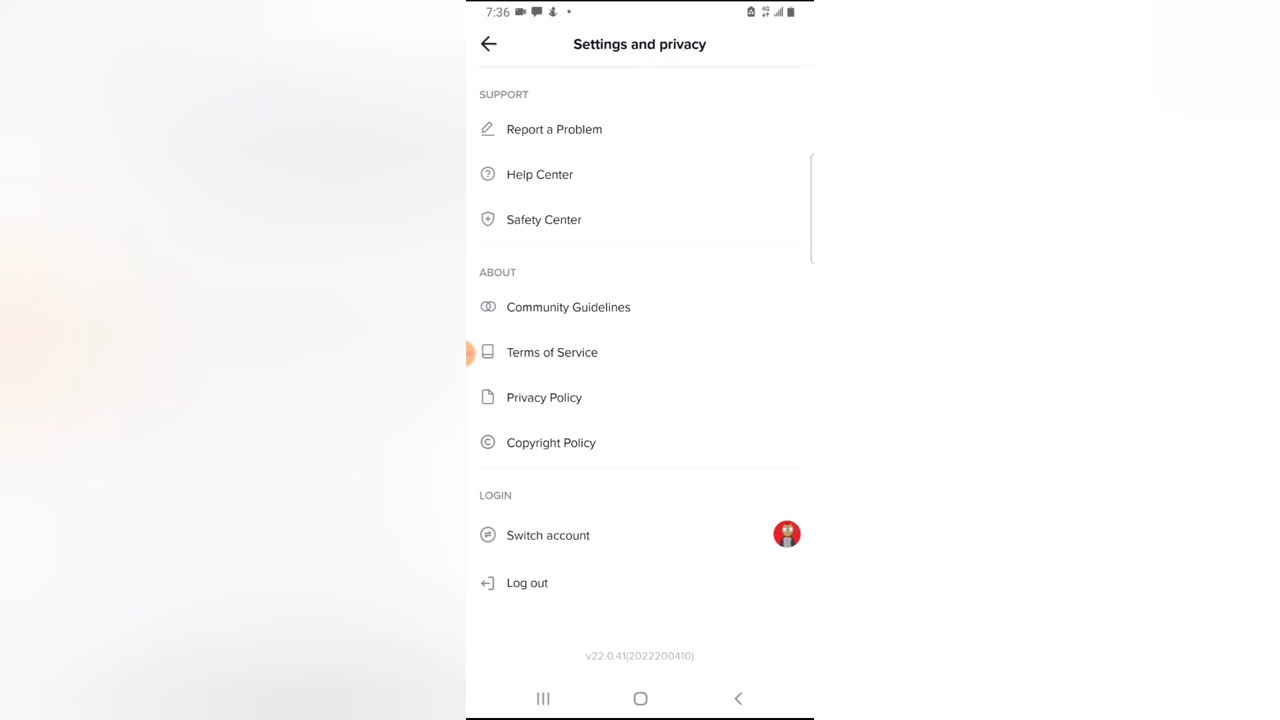 7:36
4G
Settings and privacy
SUPPORT
Report a Problem
Help Center
Safety Center
ABOUT
Community Guidelines
Terms of Service
Privacy Policy
Copyright Policy
LOGIN
Switch account
Log out
v22.0.41(2022200410)